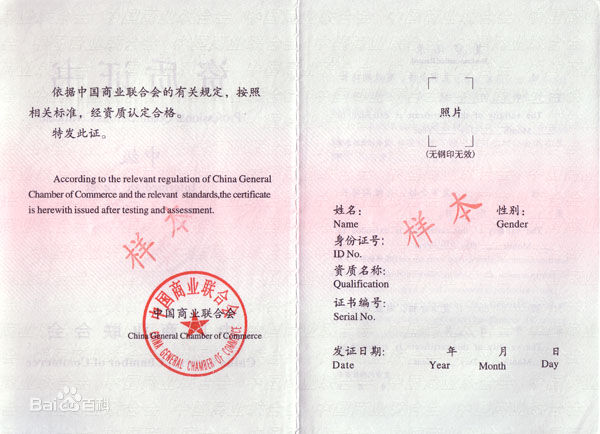 依据中国商业联合会的有关规定，按照
相关标准，经资质认定合格。
特发此证。
According to the relevant regulation of China General
Chamber of Commerce and the relevant standards,the certificate
is herewith issued after testing and assessment.
样本
中国商业联合会
中国商业联合会
China General Chamber of Commerce
CHINA GENERAL CHAMBER OF COMMERCE
Baidu百科
照片
(无钢印无效)
样本
姓名：
性别：
Name
Gender
身份证号：
ID No.
资质名称：
Qualification
证书编号：
Serial No.
发证日期： 年 月 日
Date Year Month Day